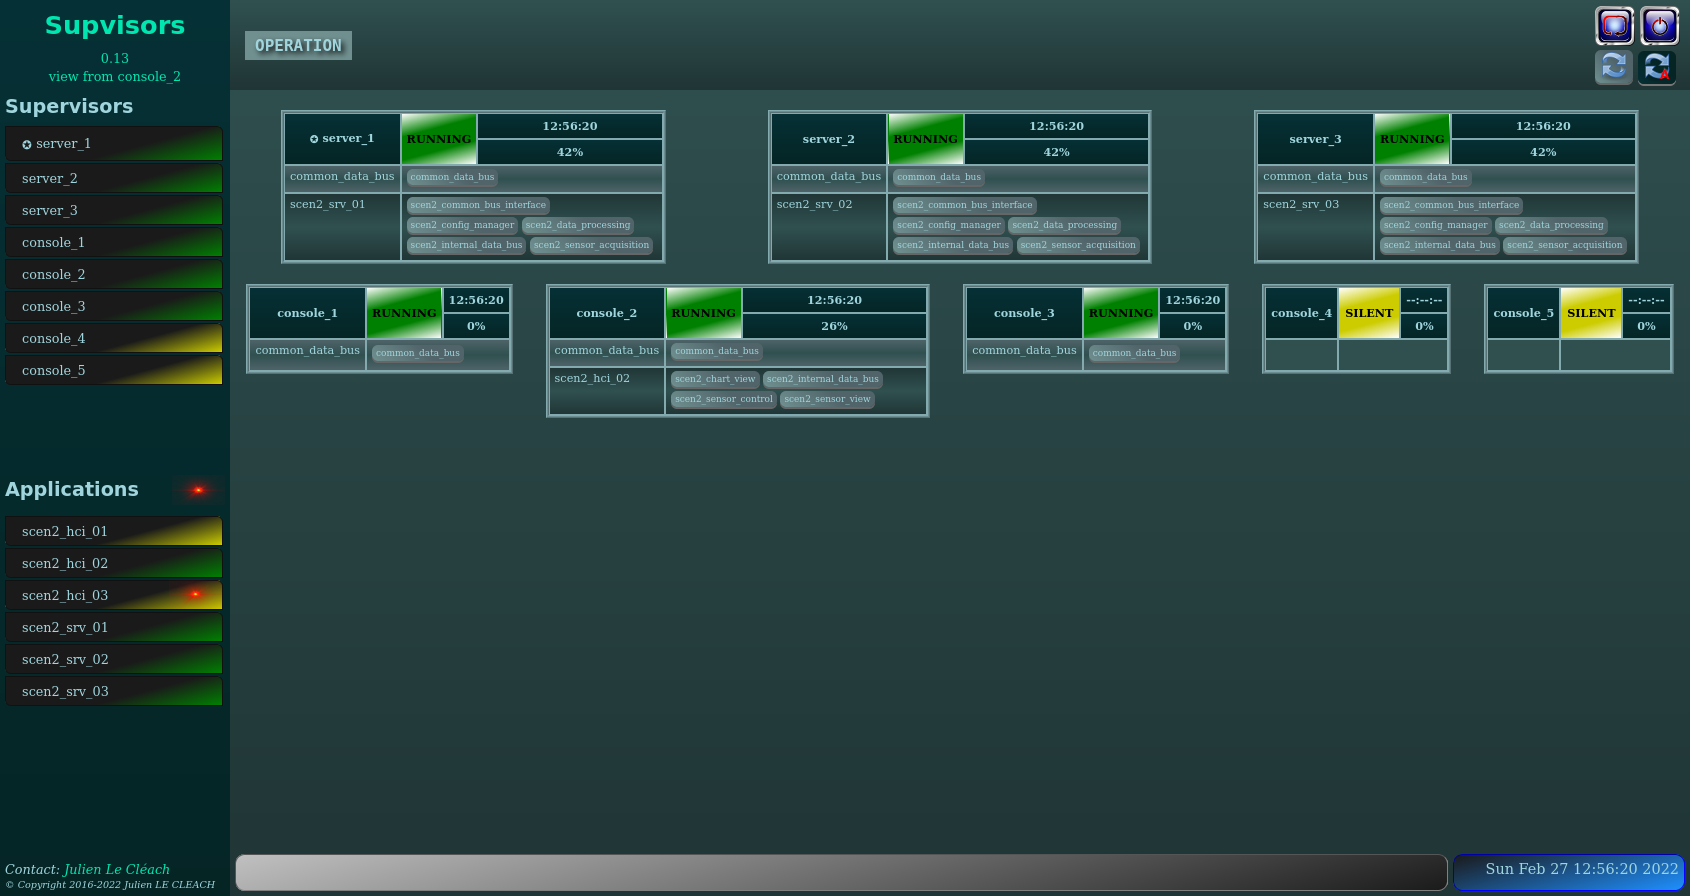 Supvisors
0.13
view from console_2
Supervisors
✪ server_1
server_2
server_3
console_1
console_2
console_3
console_4
console_5
Applications
scen2_hci_01
scen2_hci_02
scen2_hci_03
scen2_srv_01
scen2_srv_02
scen2_srv_03
Contact: Julien Le Cléach
© Copyright 2016-2022 Julien LE CLEACH
OPERATION
✪ server_1 RUNNING 12:56:20
42%
common_data_bus common_data_bus
scen2_srv_01 scen2_common_bus_interface
scen2_config_manager scen2_data_processing
scen2_internal_data_bus scen2_sensor_acquisition
server_2 RUNNING 12:56:20
42%
common_data_bus common_data_bus
scen2_srv_02 scen2_common_bus_interface
scen2_config_manager scen2_data_processing
scen2_internal_data_bus scen2_sensor_acquisition
server_3 RUNNING 12:56:20
42%
common_data_bus common_data_bus
scen2_srv_03 scen2_common_bus_interface
scen2_config_manager scen2_data_processing
scen2_internal_data_bus scen2_sensor_acquisition
console_1 RUNNING 12:56:20
0%
common_data_bus common_data_bus
console_2 RUNNING 12:56:20
26%
common_data_bus common_data_bus
scen2_hci_02 scen2_chart_view scen2_internal_data_bus
scen2_sensor_control scen2_sensor_view
console_3 RUNNING 12:56:20
0%
common_data_bus common_data_bus
console_4 SILENT --:--:--
0%
console_5 SILENT --:--:--
0%
Sun Feb 27 12:56:20 2022